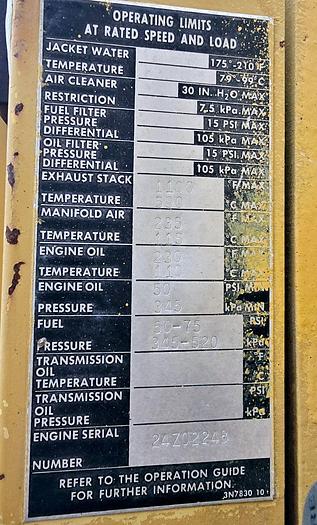 OPERATING LIMITS
AT RATED SPEED AND LOAD
JACKET WATER 175°-210°F
TEMPERATURE 79°-99°C
AIR CLEANER 30 IN. H₂O MAX
RESTRICTION 7.5 kPa MAX
FUEL FILTER
PRESSURE 15 PSI MAX
DIFFERENTIAL 105 kPa MAX
OIL FILTER
PRESSURE 15 PSI MAX
DIFFERENTIAL 105 kPa MAX
EXHAUST STACK °F MAX
TEMPERATURE °C MAX
MANIFOLD AIR °F MAX
TEMPERATURE °C MAX
ENGINE OIL 230 °F MAX
TEMPERATURE 110 °C MAX
ENGINE OIL 50 PSI MIN
PRESSURE 345 kPa MIN
FUEL 50-75 PSI
PRESSURE 345-520 kPa
TRANSMISSION °F
OIL
TEMPERATURE °C
TRANSMISSION PSI
OIL
PRESSURE kPa
ENGINE SERIAL 24Z02248
NUMBER
REFER TO THE OPERATION GUIDE
FOR FURTHER INFORMATION.
3N7830 10